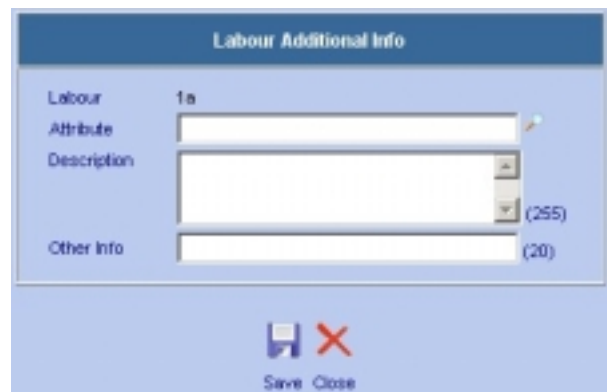 Labour Additional Info
Labour 1a
Attribute
Description
(255)
Other Info (20)
Save Close